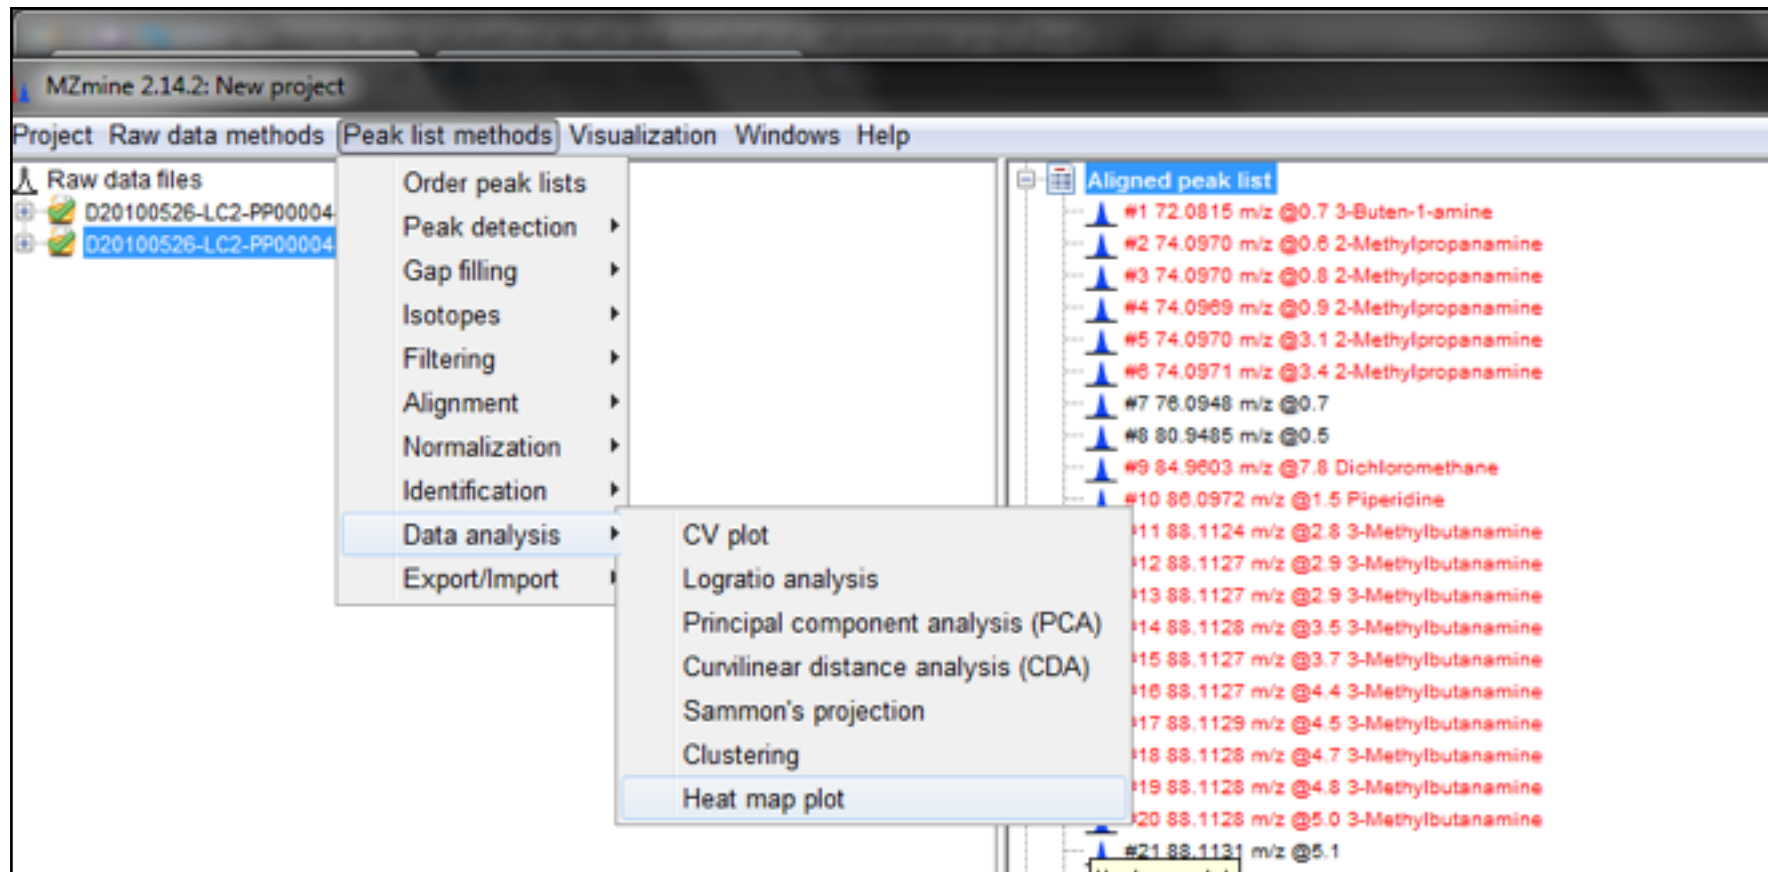 MZmine 2.14.2: New project
Project Raw data methods Peak list methods Visualization Windows Help
Raw data files
D20100526-LC2-PP00004
D20100526-LC2-PP00004
Order peak lists
Peak detection
Gap filling
Isotopes
Filtering
Alignment
Normalization
Identification
Data analysis
Export/Import
CV plot
Logratio analysis
Principal component analysis (PCA)
Curvilinear distance analysis (CDA)
Sammon's projection
Clustering
Heat map plot
Aligned peak list
#1 72.0815 m/z @0.7 3-Buten-1-amine
#2 74.0970 m/z @0.6 2-Methylpropanamine
#3 74.0970 m/z @0.8 2-Methylpropanamine
#4 74.0969 m/z @0.9 2-Methylpropanamine
#5 74.0970 m/z @3.1 2-Methylpropanamine
#6 74.0971 m/z @3.4 2-Methylpropanamine
#7 76.0948 m/z @0.7
#8 80.9485 m/z @0.5
#9 84.9603 m/z @7.8 Dichloromethane
#10 86.0972 m/z @1.5 Piperidine
#11 88.1124 m/z @2.8 3-Methylbutanamine
#12 88.1127 m/z @2.9 3-Methylbutanamine
#13 88.1127 m/z @2.9 3-Methylbutanamine
#14 88.1128 m/z @3.5 3-Methylbutanamine
#15 88.1127 m/z @3.7 3-Methylbutanamine
#16 88.1127 m/z @4.4 3-Methylbutanamine
#17 88.1129 m/z @4.5 3-Methylbutanamine
#18 88.1128 m/z @4.7 3-Methylbutanamine
#19 88.1128 m/z @4.8 3-Methylbutanamine
#20 88.1128 m/z @5.0 3-Methylbutanamine
#21 88.1131 m/z @5.1